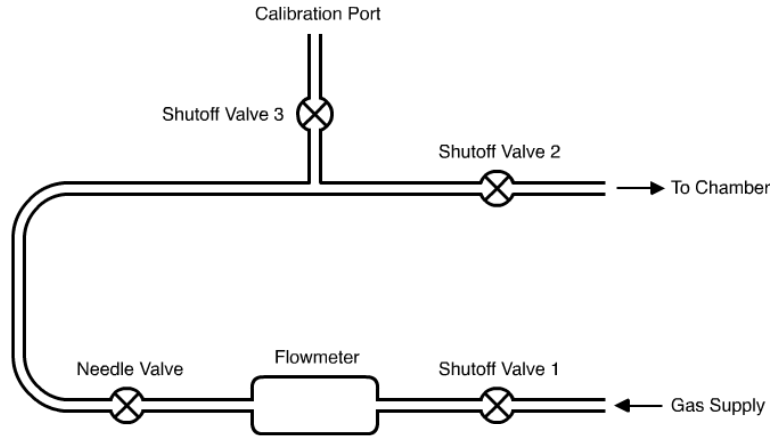 Calibration Port
Shutoff Valve 3
Shutoff Valve 2
To Chamber
Needle Valve
Flowmeter
Shutoff Valve 1
Gas Supply